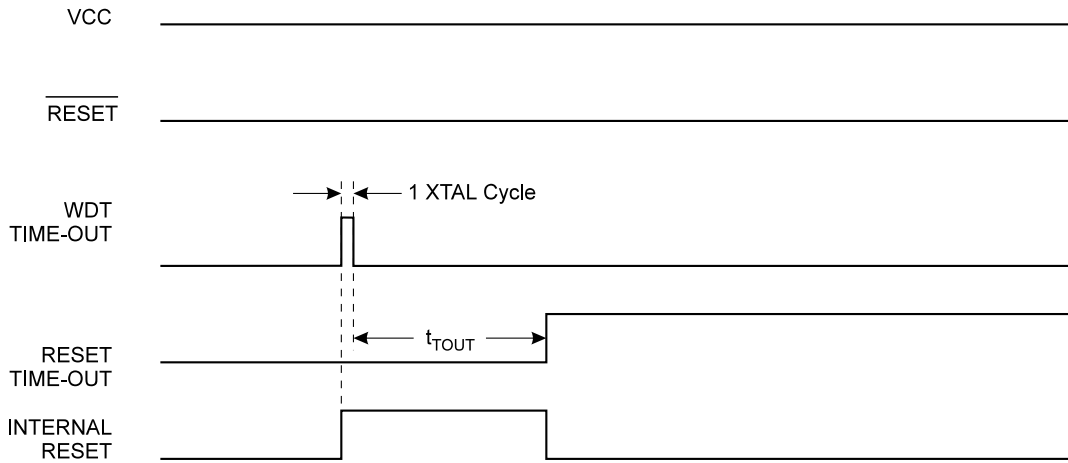 VCC
RESET
1 XTAL Cycle
WDT
TIME-OUT
tTOUT
RESET
TIME-OUT
INTERNAL
RESET